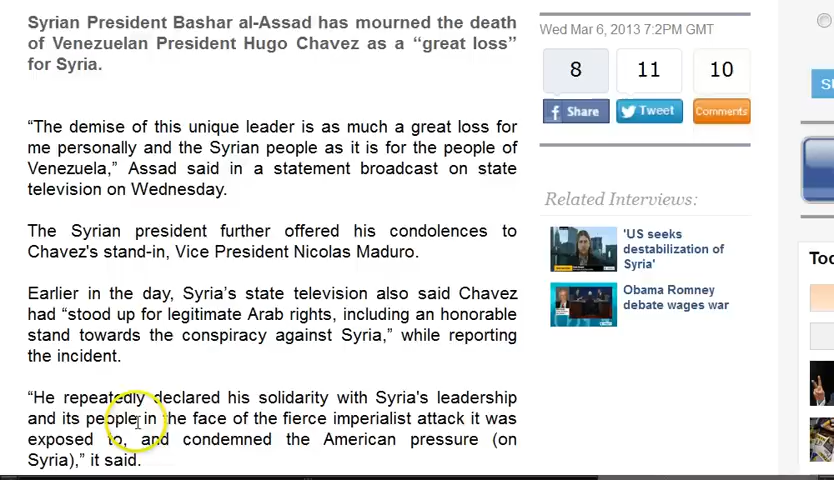 Syrian President Bashar al-Assad has mourned the death
of Venezuelan President Hugo Chavez as a “great loss”
for Syria.
“The demise of this unique leader is as much a great loss for
me personally and the Syrian people as it is for the people of
Venezuela,” Assad said in a statement broadcast on state
television on Wednesday.
The Syrian president further offered his condolences to
Chavez's stand-in, Vice President Nicolas Maduro.
Earlier in the day, Syria’s state television also said Chavez
had “stood up for legitimate Arab rights, including an honorable
stand towards the conspiracy against Syria,” while reporting
the incident.
“He repeatedly declared his solidarity with Syria's leadership
and its people in the face of the fierce imperialist attack it was
exposed to, and condemned the American pressure (on
Syria),” it said.
Wed Mar 6, 2013 7:2PM GMT
8 11 10
Share Tweet Comments
Related Interviews:
'US seeks
destabilization of
Syria'
Obama Romney
debate wages war